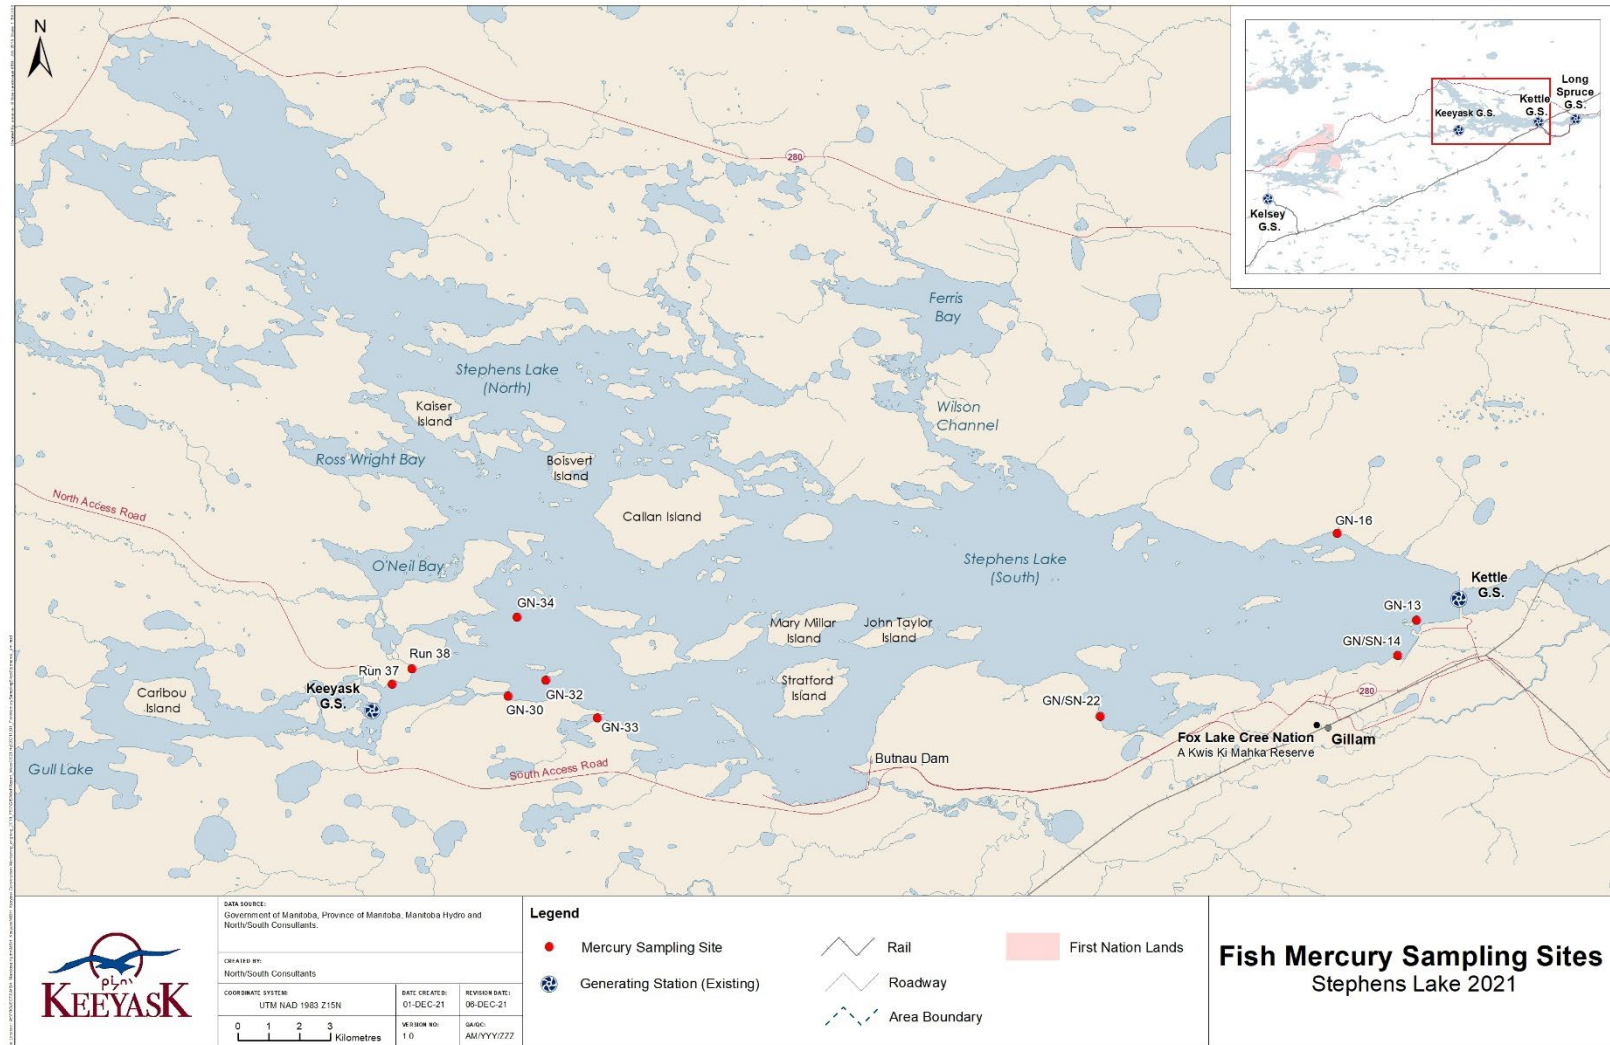 N
280
Long
Spruce
G.S.
Kettle
G.S.
Keeyask G.S.
Kelsey
G.S.
Ferris
Bay
Stephens Lake
(North)
Kaiser
Island
Wilson
Channel
Ross Wright Bay
Boisvert
Island
North Access Road
Callan Island
GN-16
O'Neil Bay
Stephens Lake
(South)
Kettle
G.S.
GN-34
GN-13
Mary Millar
Island
John Taylor
Island
GN/SN-14
Run 38
Run 37
Keeyask
G.S.
Caribou
Island
GN-32
GN-30
GN-33
Stratford
Island
GN/SN-22
280
Fox Lake Cree Nation
A Kwis Ki Mahka Reserve
Gillam
Gull Lake
South Access Road
Butnau Dam
KEEYASK
DATA SOURCE:
Government of Manitoba, Province of Manitoba, Manitoba Hydro and
North/South Consultants.
CREATED BY:
North/South Consultants
COORDINATE SYSTEM:
UTM NAD 1983 Z15N
DATE CREATED:
01-DEC-21
REVISION DATE:
06-DEC-21
0 1 2 3
Kilometres
VERSION NO:
1.0
QA/QC:
AM/YYY/ZZZ
Legend
Mercury Sampling Site
Generating Station (Existing)
Rail
Roadway
Area Boundary
First Nation Lands
Fish Mercury Sampling Sites
Stephens Lake 2021